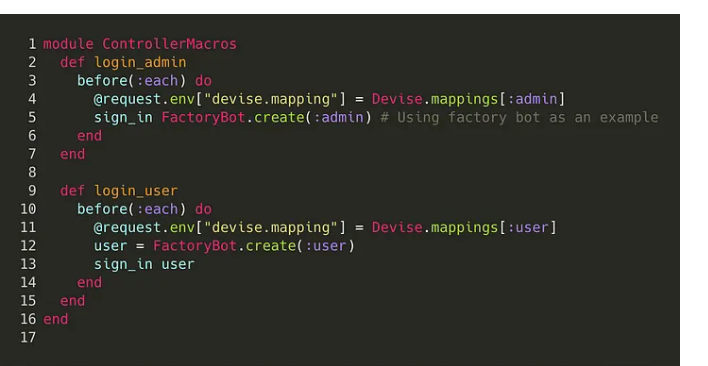 1 module ControllerMacros
2   def login_admin
3     before(:each) do
4       @request.env["devise.mapping"] = Devise.mappings[:admin]
5       sign_in FactoryBot.create(:admin) # Using factory bot as an example
6     end
7   end
8
9   def login_user
10     before(:each) do
11       @request.env["devise.mapping"] = Devise.mappings[:user]
12       user = FactoryBot.create(:user)
13       sign_in user
14     end
15   end
16 end
17